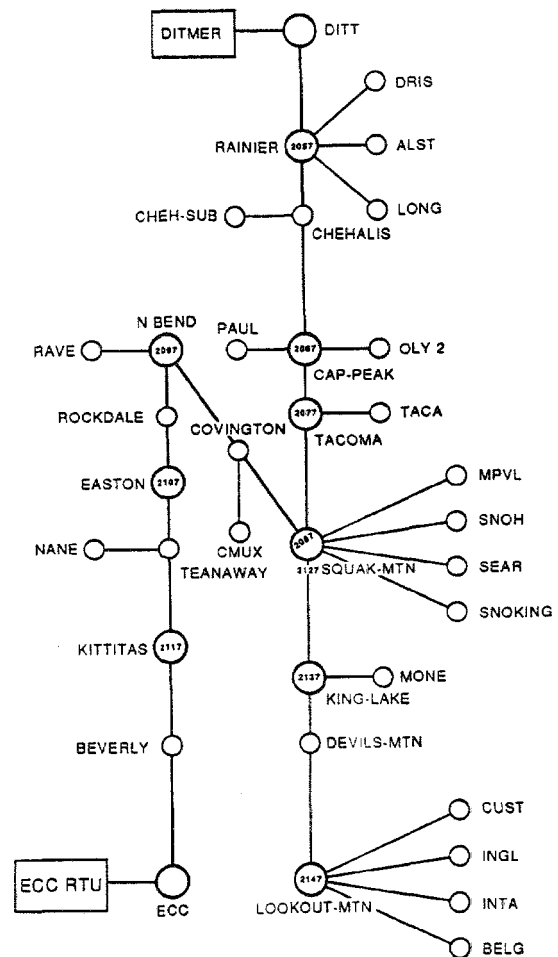 DITMER
DITT
DRIS
RAINIER
2057
ALST
LONG
CHEH-SUB
CHEHALIS
N BEND
PAUL
RAVE
2097
2067
OLY 2
CAP-PEAK
ROCKDALE
2077
TACA
COVINGTON
TACOMA
EASTON
2107
MPVL
SNOH
NANE
CMUX
2087
TEANAWAY
2127
SQUAK-MTN
SEAR
SNOKING
KITTITAS
2117
2137
MONE
KING-LAKE
BEVERLY
DEVILS-MTN
CUST
INGL
ECC RTU
ECC
2147
LOOKOUT-MTN
INTA
BELG